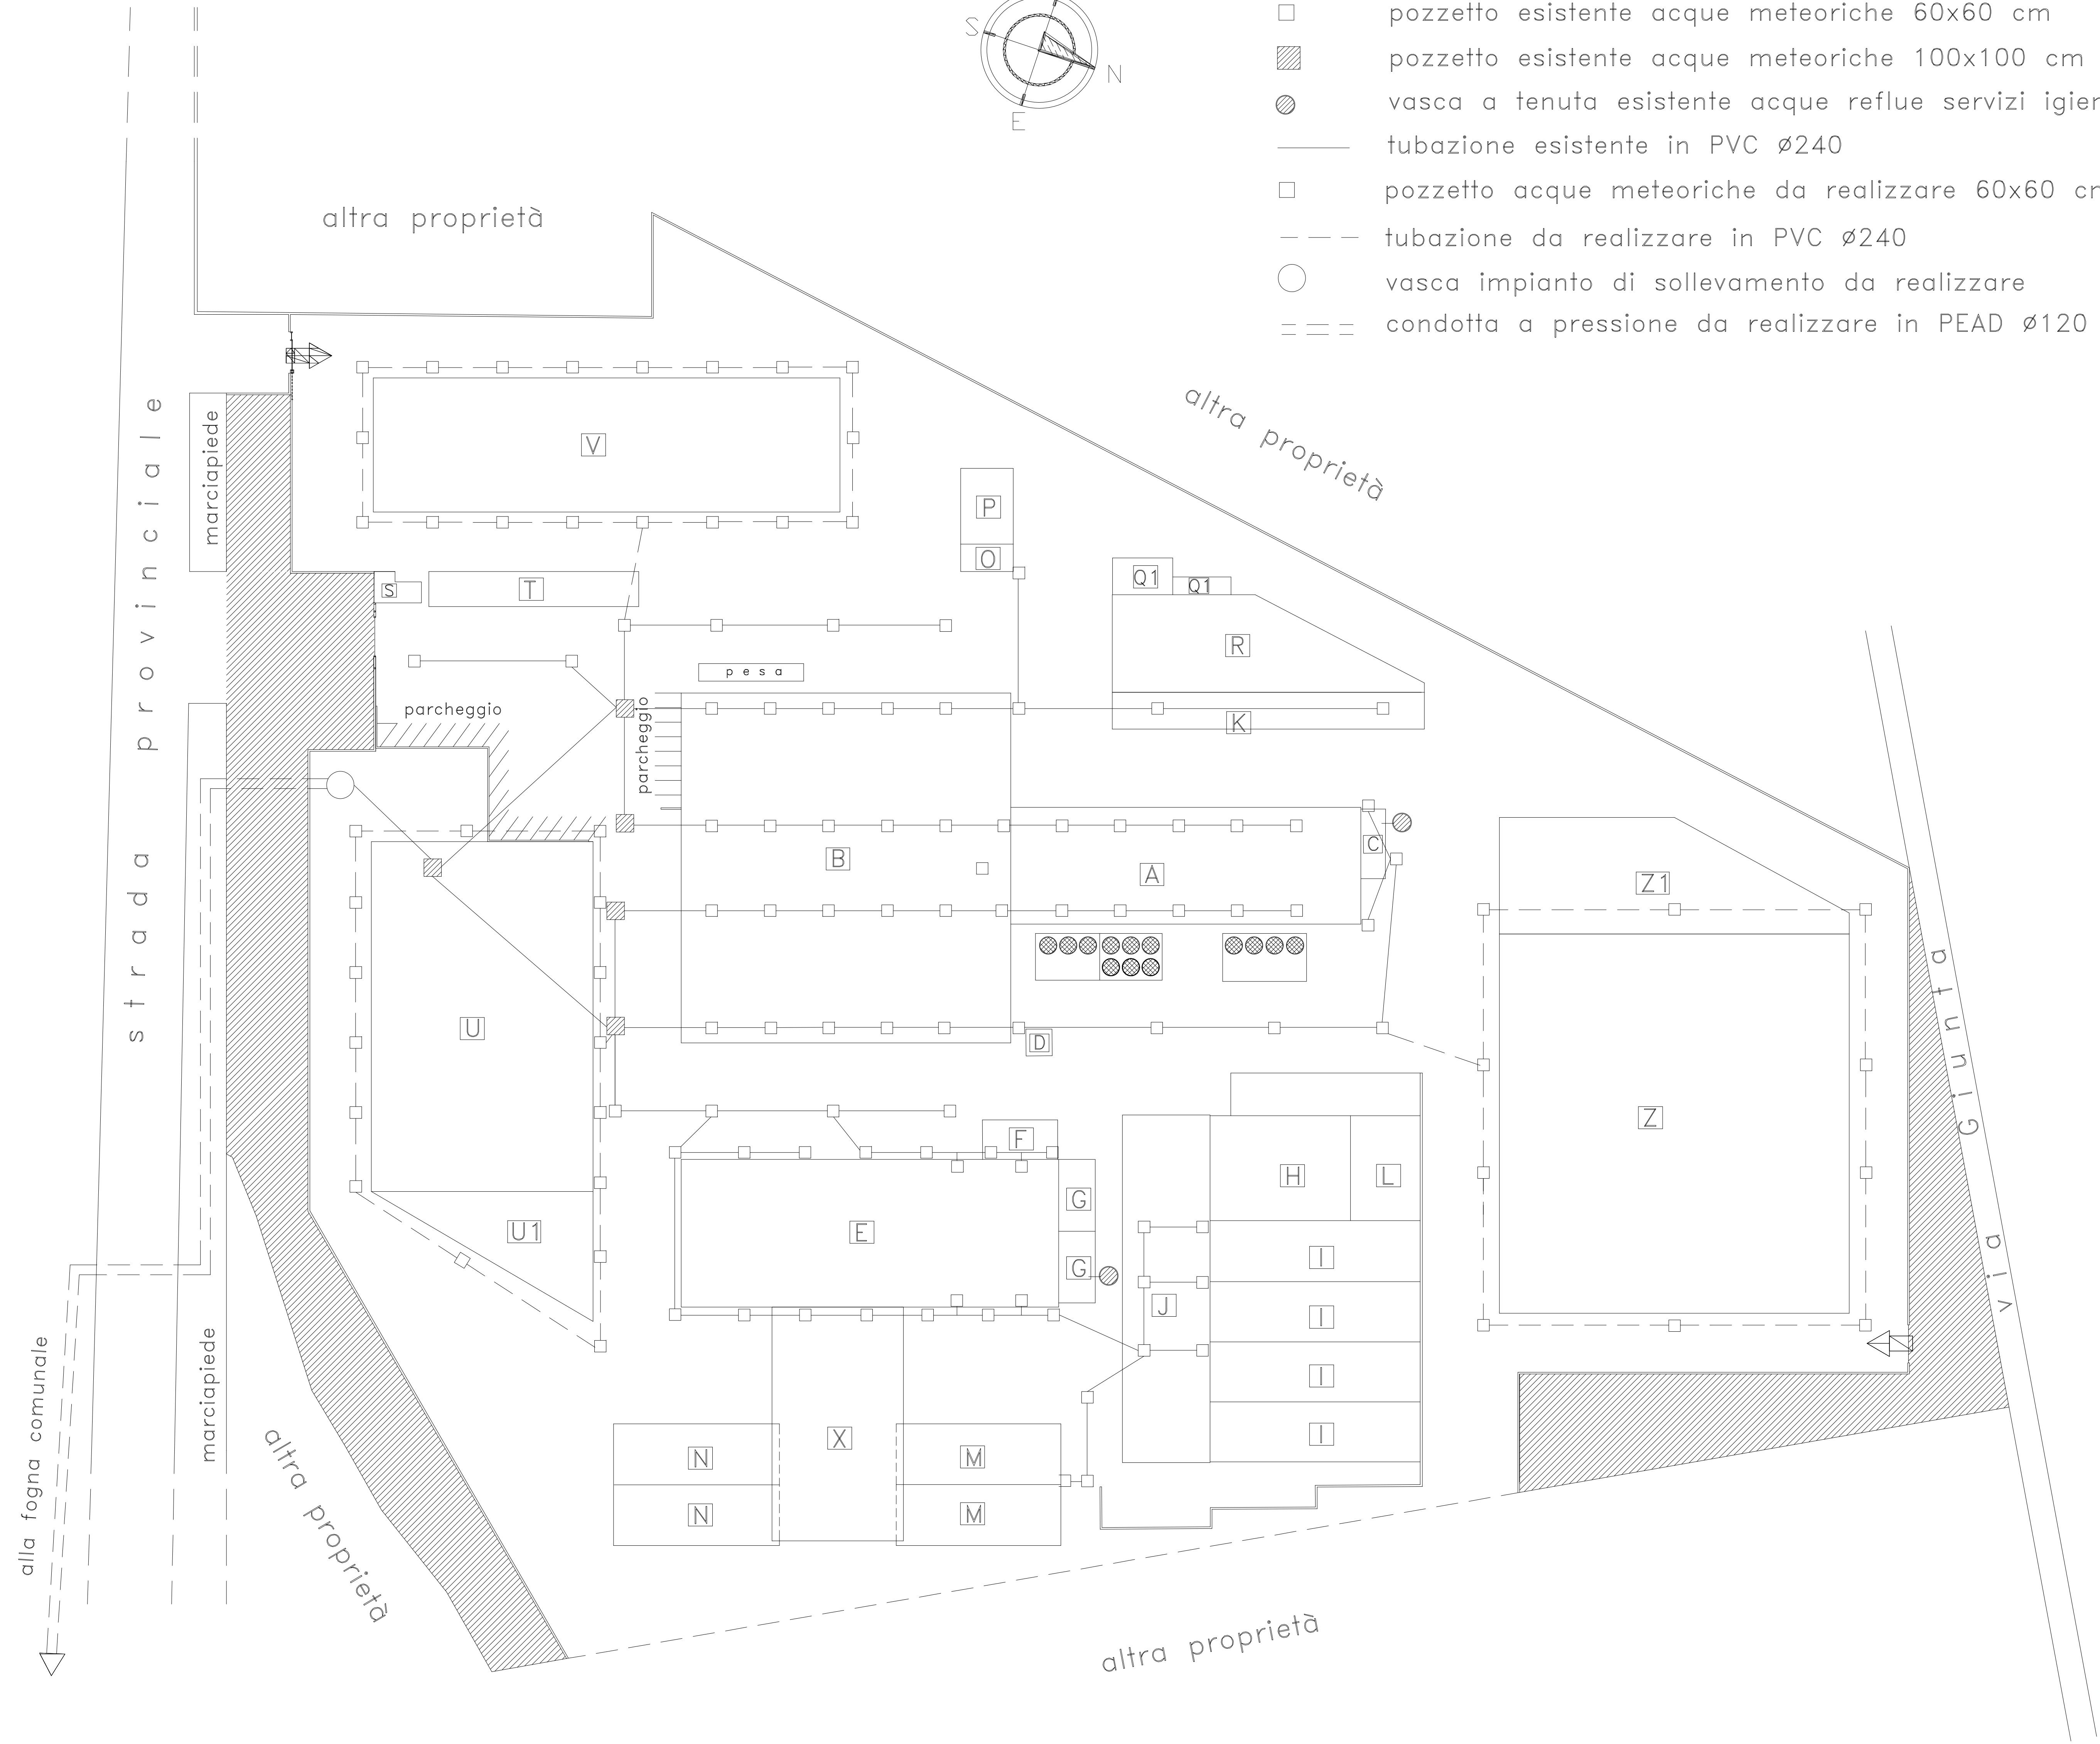 S
N
E
pozzetto esistente acque meteoriche 60x60 cm
pozzetto esistente acque meteoriche 100x100 cm
vasca a tenuta esistente acque reflue servizi igien
tubazione esistente in PVC ø240
pozzetto acque meteoriche da realizzare 60x60 cm
tubazione da realizzare in PVC ø240
vasca impianto di sollevamento da realizzare
condotta a pressione da realizzare in PEAD ø120
altra proprietà
altra proprietà
strada provinciale
marciapiede
V
P
O
S
T
Q1
Q1
R
K
pesa
parcheggio
parcheggio
B
A
C
D
U
U1
Z1
Z
via Giunta
F
E
G
G
H
L
J
I
I
I
I
X
N
N
M
M
marciapiede
alla fogna comunale
altra proprietà
altra proprietà